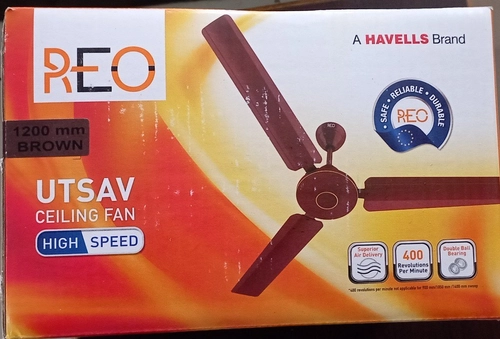 REO
A HAVELLS Brand
SAFE • RELIABLE • DURABLE
REO
1200 mm
BROWN
UTSAV
CEILING FAN
HIGH SPEED
REO
Superior
Air Delivery
400
Revolutions
Per Minute
Double Ball
Bearing